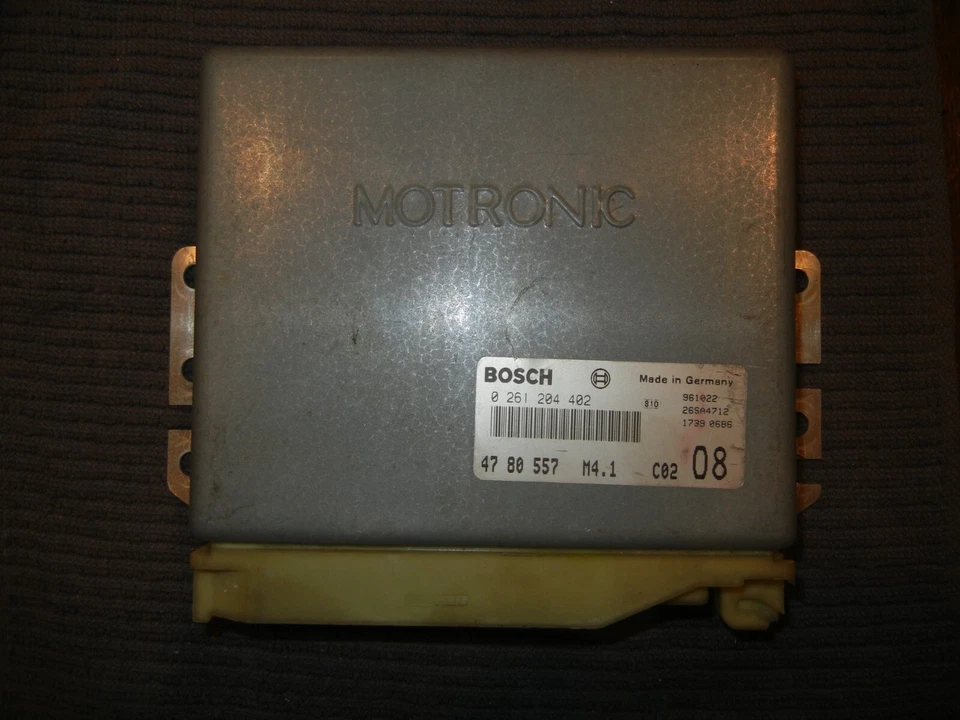 MOTRONIC
BOSCH Made in Germany
0 261 204 402 961022
26SA4712
1739 0686
47 80 557 M4.1 C02 08